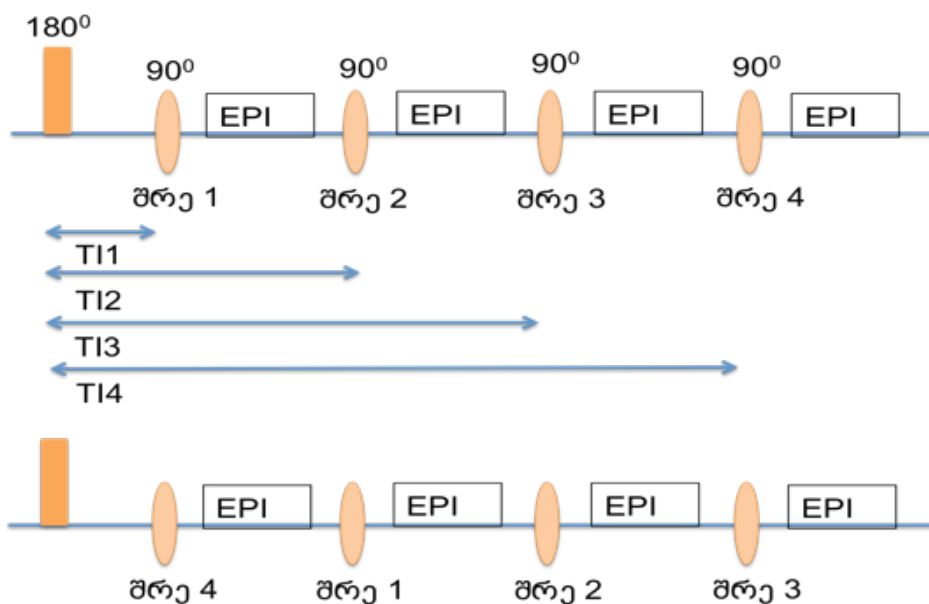 180⁰
90⁰ 90⁰ 90⁰ 90⁰
EPI EPI EPI EPI
შრე 1 შრე 2 შრე 3 შრე 4
TI1
TI2
TI3
TI4
EPI EPI EPI EPI
შრე 4 შრე 1 შრე 2 შრე 3